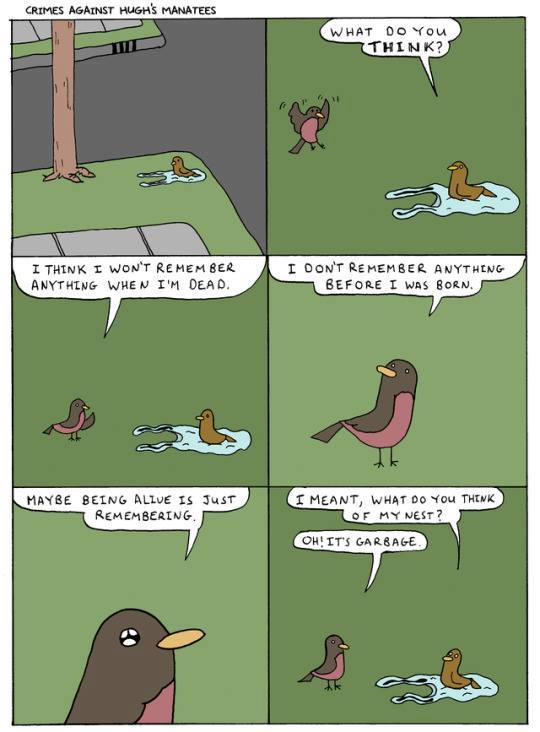 CRIMES AGAINST HUGH'S MANATEES
WHAT DO YOU
THINK?
I THINK I WON'T REMEMBER
ANYTHING WHEN I'M DEAD.
I DON'T REMEMBER ANYTHING
BEFORE I WAS BORN.
MAYBE BEING ALIVE IS JUST
REMEMBERING.
I MEANT, WHAT DO YOU THINK
OF MY NEST?
OH! IT'S GARBAGE.